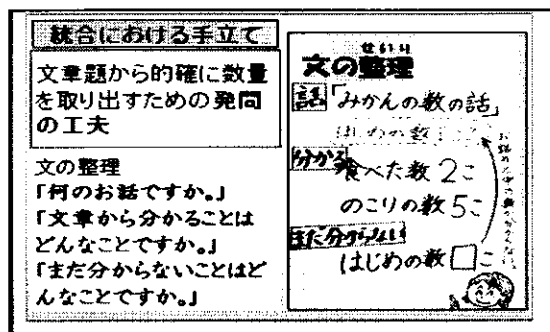 統合における手立て
文章題から的確に数量
を取り出すための発問
の工夫
文の整理
「何のお話ですか。」
「文章から分かることは
どんなことですか。」
「まだ分からないことはど
んなことですか。」
せいり
文の整理
話「みかんの数の話」
はじめの数
分かる
食べた数 2こ
のこりの数 5こ
まだ分からない
はじめの数□こ